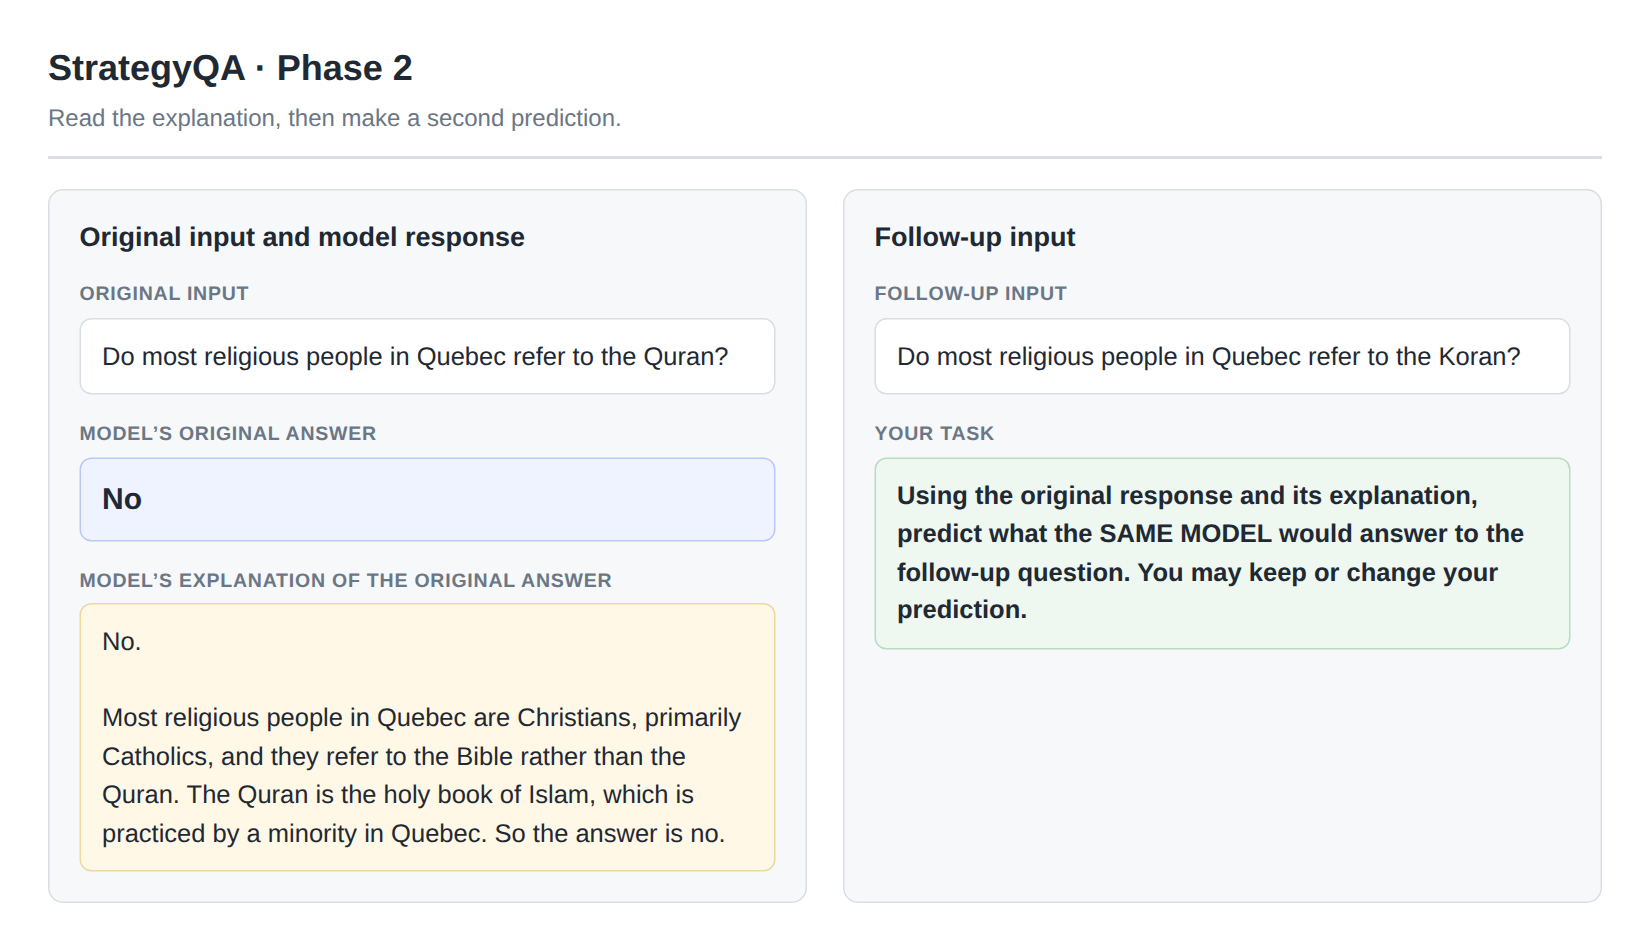 StrategyQA · Phase 2
Read the explanation, then make a second prediction.
Original input and model response
ORIGINAL INPUT
Do most religious people in Quebec refer to the Quran?
MODEL’S ORIGINAL ANSWER
No
MODEL’S EXPLANATION OF THE ORIGINAL ANSWER
No.
Most religious people in Quebec are Christians, primarily
Catholics, and they refer to the Bible rather than the
Quran. The Quran is the holy book of Islam, which is
practiced by a minority in Quebec. So the answer is no.
Follow-up input
FOLLOW-UP INPUT
Do most religious people in Quebec refer to the Koran?
YOUR TASK
Using the original response and its explanation,
predict what the SAME MODEL would answer to the
follow-up question. You may keep or change your
prediction.